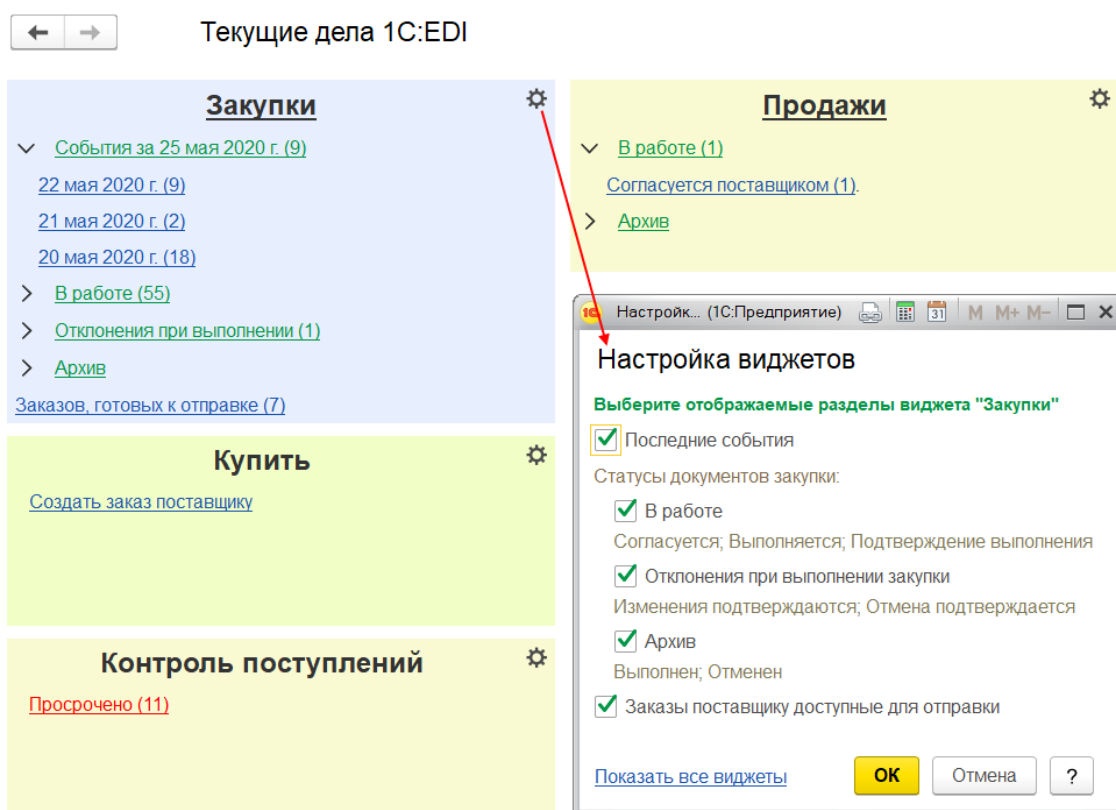 Текущие дела 1С:EDI
Закупки
События за 25 мая 2020 г. (9)
22 мая 2020 г. (9)
21 мая 2020 г. (2)
20 мая 2020 г. (18)
В работе (55)
Отклонения при выполнении (1)
Архив
Заказов, готовых к отправке (7)
Продажи
В работе (1)
Согласуется поставщиком (1).
Архив
Купить
Создать заказ поставщику
Контроль поступлений
Просрочено (11)
1С Настройк... (1С:Предприятие) 31 M M+ M-
Настройка виджетов
Выберите отображаемые разделы виджета "Закупки"
Последние события
Статусы документов закупки:
В работе
Согласуется; Выполняется; Подтверждение выполнения
Отклонения при выполнении закупки
Изменения подтверждаются; Отмена подтверждается
Архив
Выполнен; Отменен
Заказы поставщику доступные для отправки
Показать все виджеты
ОК
Отмена
?